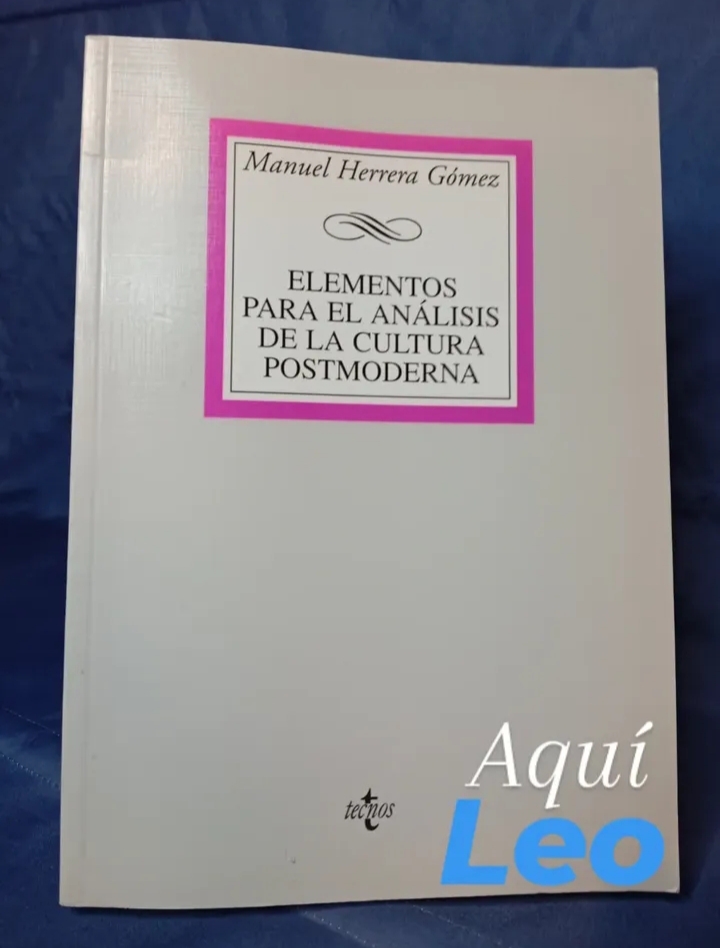 Manuel Herrera Gómez
ELEMENTOS
PARA EL ANÁLISIS
DE LA CULTURA
POSTMODERNA
tecnos
Aquí
Leo